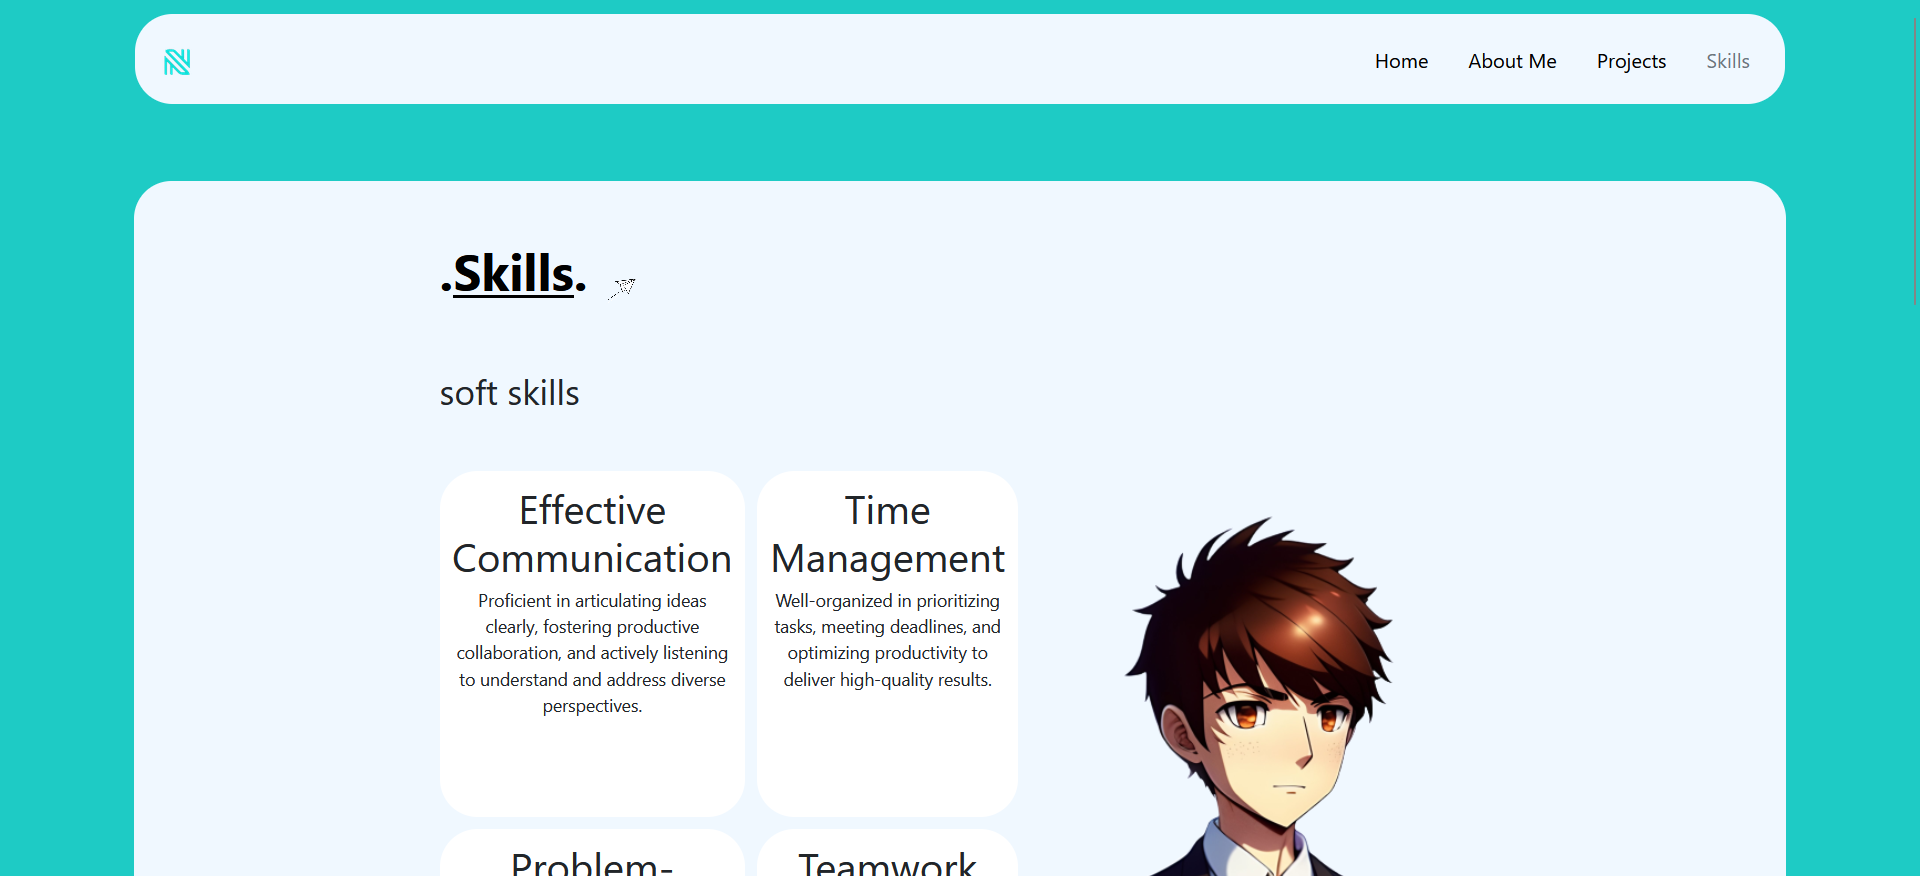 Home About Me Projects Skills
.Skills.
soft skills
Effective
Communication
Proficient in articulating ideas
clearly, fostering productive
collaboration, and actively listening
to understand and address diverse
perspectives.
Time
Management
Well-organized in prioritizing
tasks, meeting deadlines, and
optimizing productivity to
deliver high-quality results.
Problem-
Teamwork